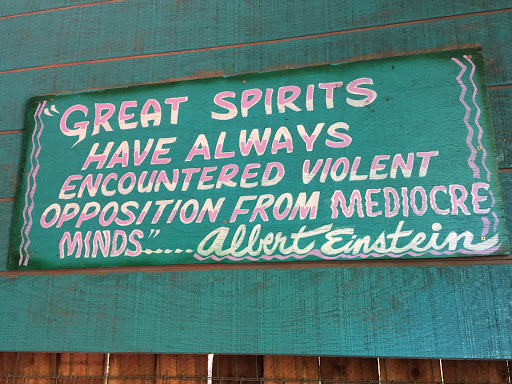 "GREAT SPIRITS
HAVE ALWAYS
ENCOUNTERED VIOLENT
OPPOSITION FROM MEDIOCRE
MINDS"..... Albert Einstein